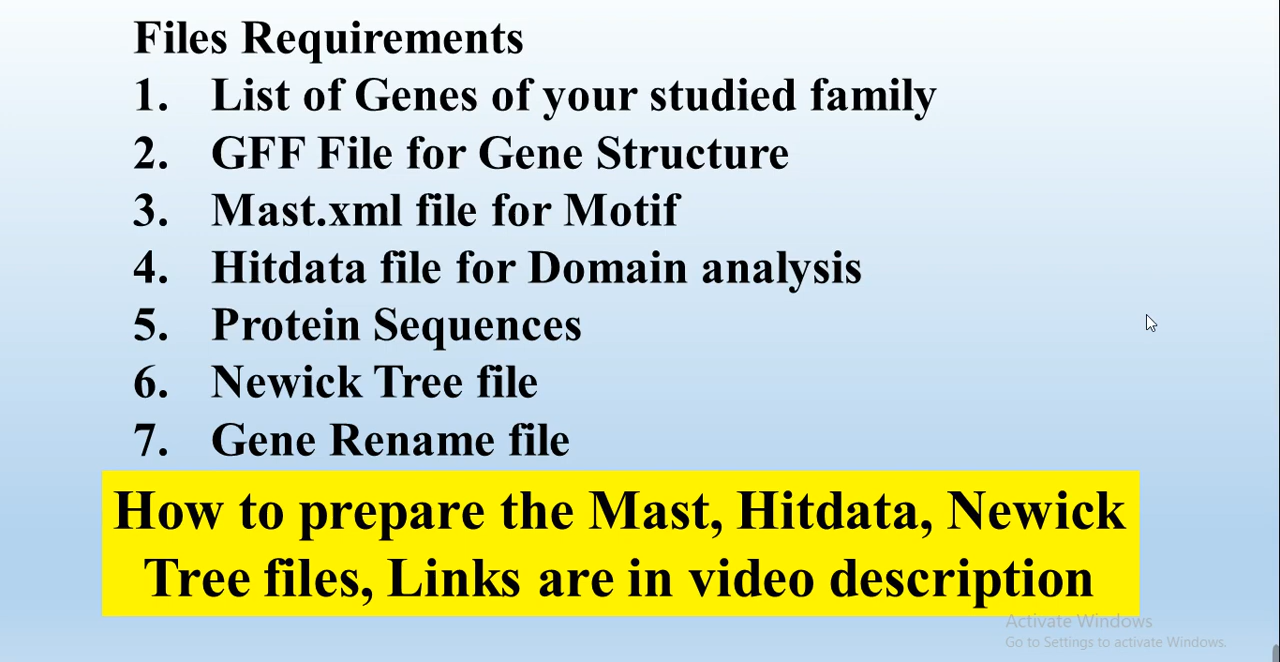 Files Requirements
1. List of Genes of your studied family
2. GFF File for Gene Structure
3. Mast.xml file for Motif
4. Hitdata file for Domain analysis
5. Protein Sequences
6. Newick Tree file
7. Gene Rename file
How to prepare the Mast, Hitdata, Newick
Tree files, Links are in video description
Activate Windows
Go to Settings to activate Windows.